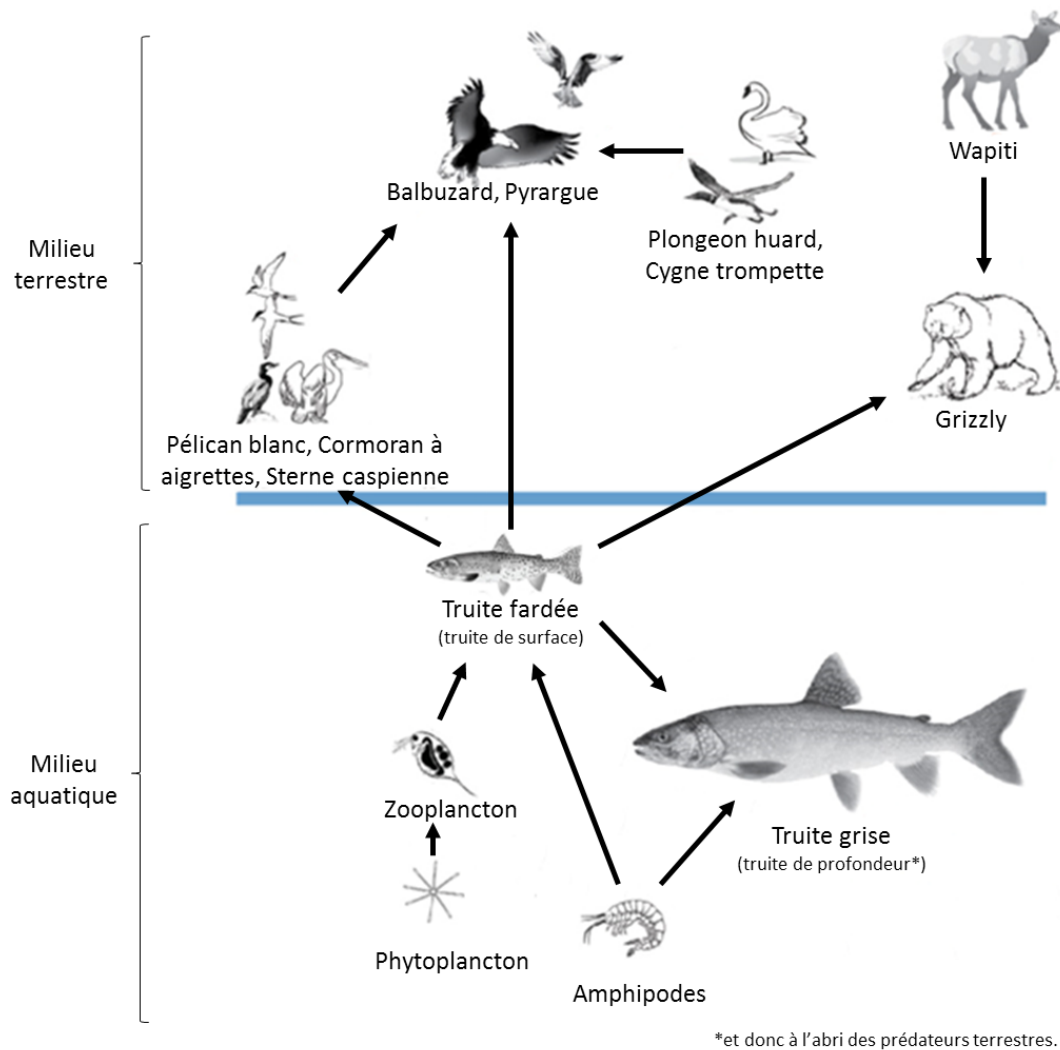 Wapiti
Balbuzard, Pyrargue
Plongeon huard,
Cygne trompette
Milieu
terrestre
Grizzly
Pélican blanc, Cormoran à
aigrettes, Sterne caspienne
Truite fardée
(truite de surface)
Milieu
aquatique
Zooplancton
Truite grise
(truite de profondeur*)
Phytoplancton
Amphipodes
*et donc à l’abri des prédateurs terrestres.